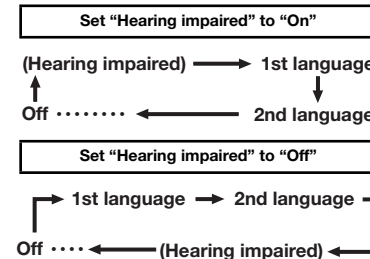 Set “Hearing impaired” to “On”
(Hearing impaired) 1st language
Off ········ 2nd language
Set “Hearing impaired” to “Off”
1st language 2nd language
Off ···· (Hearing impaired)